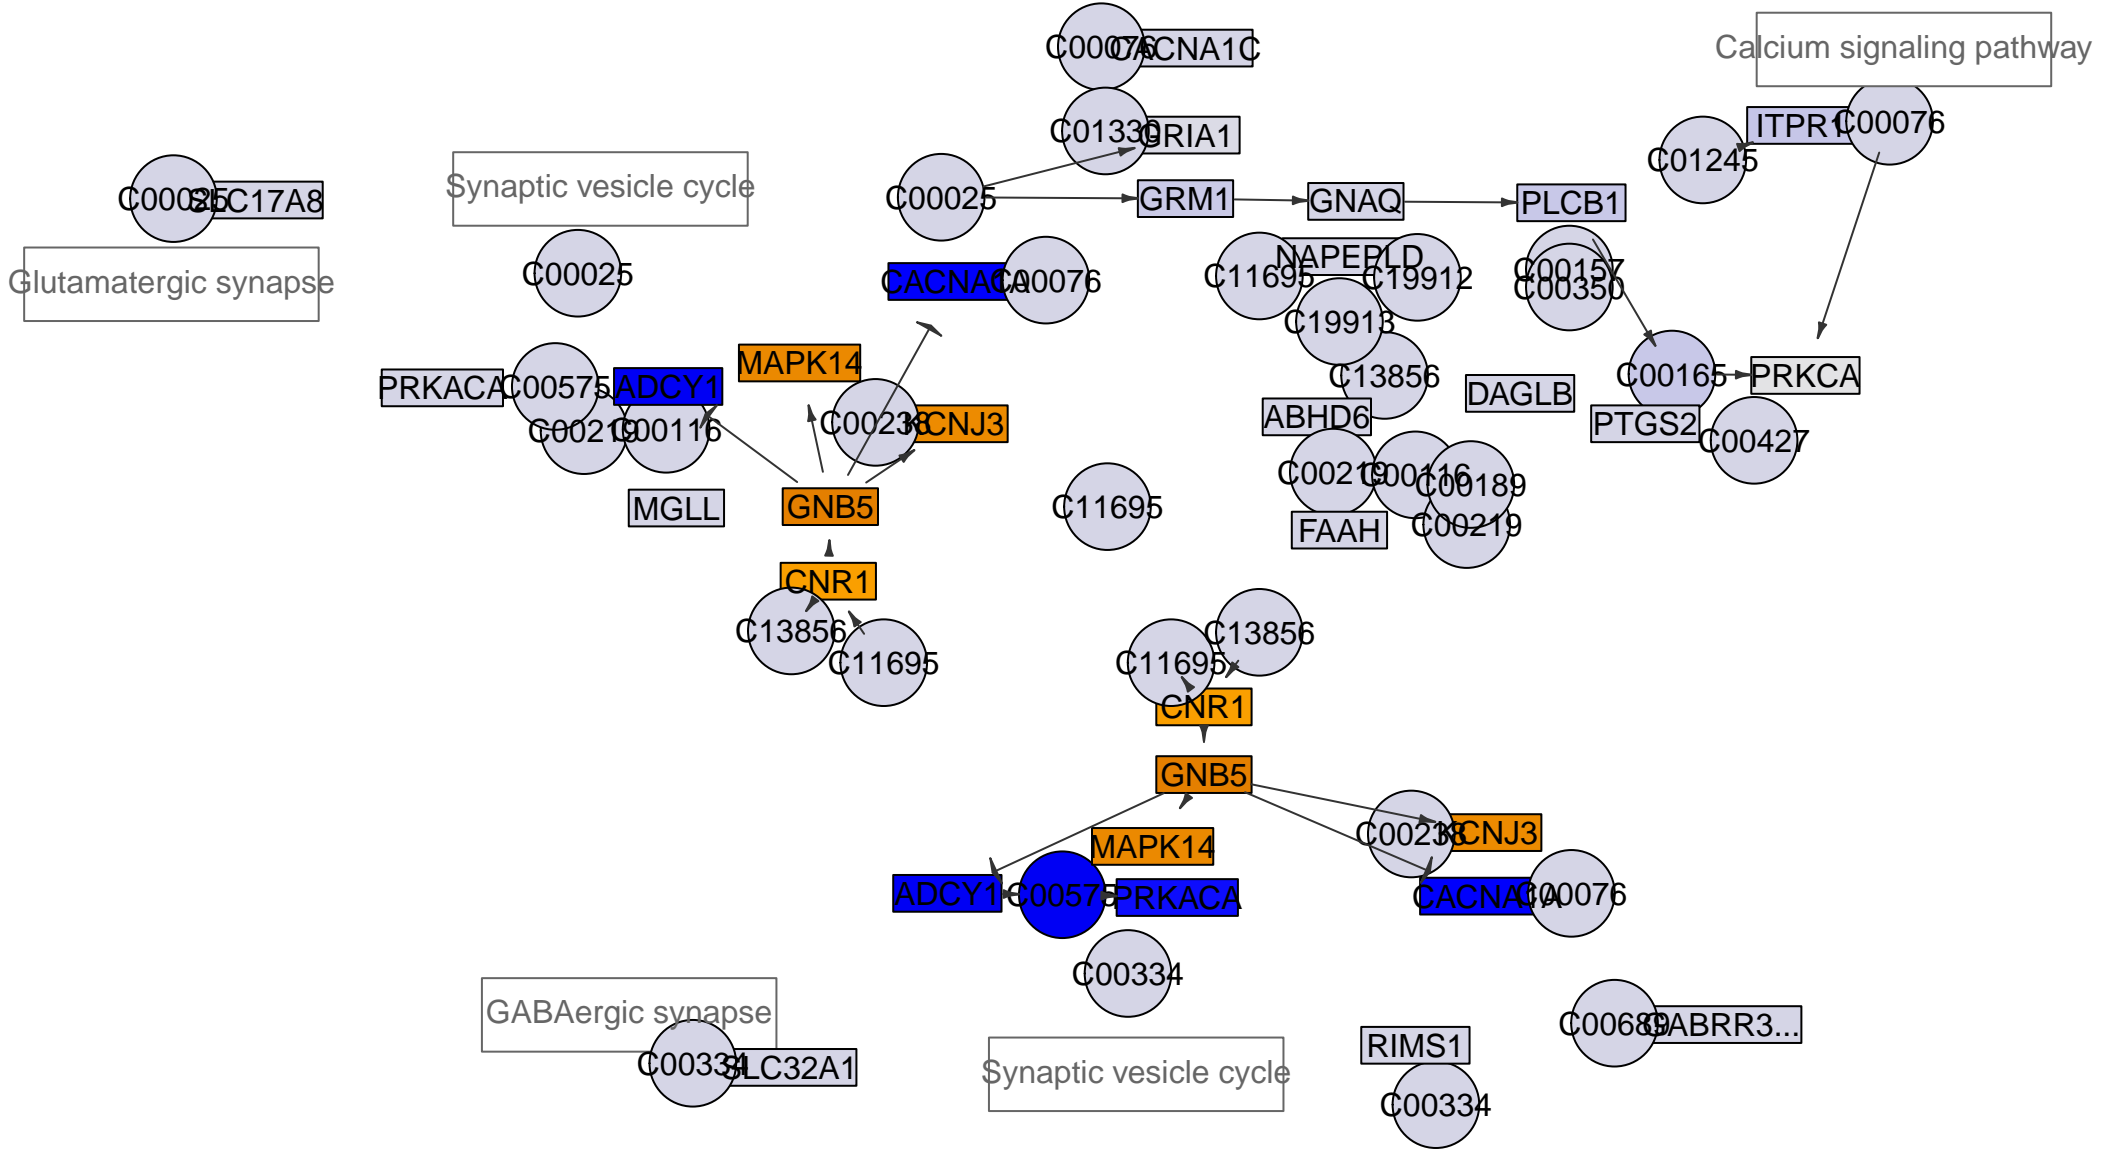 C00076
CACNA1C
Calcium signaling pathway
C01330
GRIA1
ITPR1
C00076
C01245
C00025
SLC17A8
Synaptic vesicle cycle
C00025
GRM1
GNAQ
PLCB1
Glutamatergic synapse
C00025
CACNA1A
C00076
C11695
NAPEPLD
C19912
C00157
C00350
C19913
MAPK14
PRKACA
C00575
ADCY1
C13856
DAGLB
C00165
PRKCA
C00219
C00116
C00238
KCNJ3
ABHD6
PTGS2
C00427
MGLL
GNB5
C11695
C00219
C00116
C00189
C00219
FAAH
CNR1
C13856
C11695
C11695
C13856
CNR1
GNB5
MAPK14
C00238
KCNJ3
ADCY1
C00575
PRKACA
CACNA1A
C00076
C00334
GABAergic synapse
C00334
SLC32A1
Synaptic vesicle cycle
RIMS1
C00334
C00689
GABRR3...